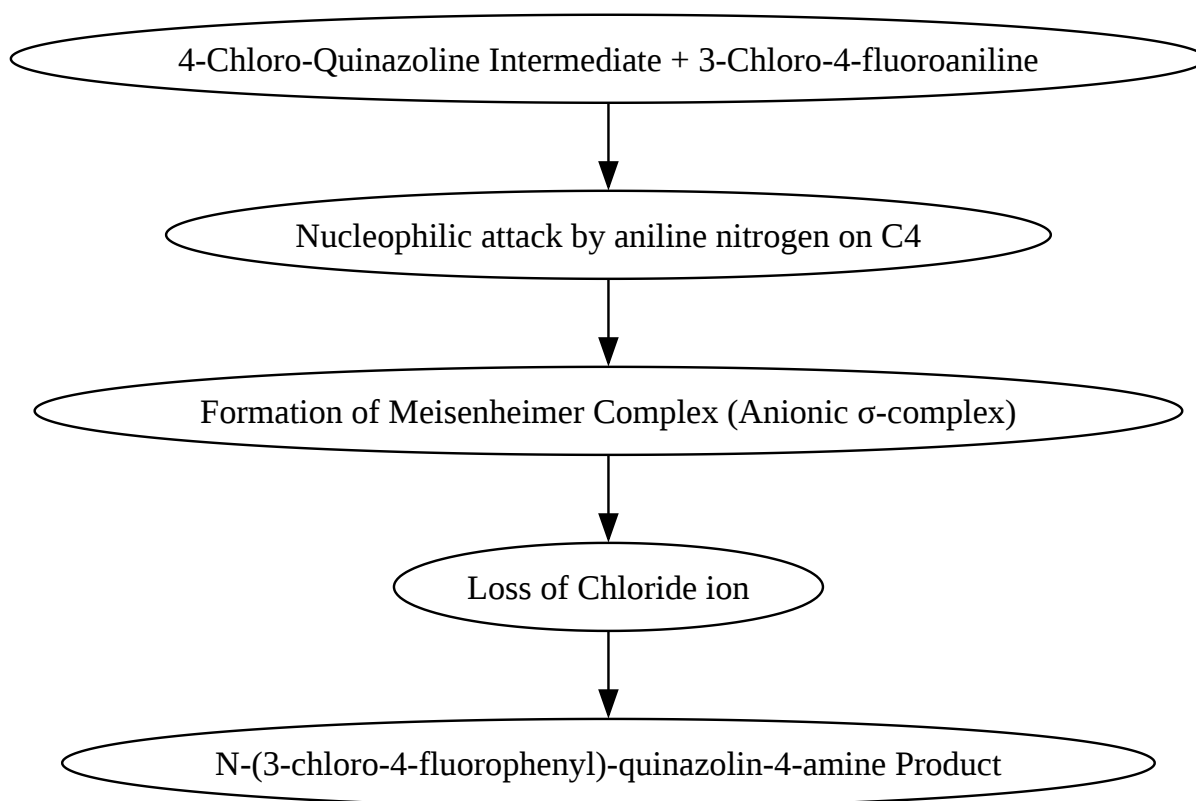 4-Chloro-Quinazoline Intermediate + 3-Chloro-4-fluoroaniline
Nucleophilic attack by aniline nitrogen on C4
Formation of Meisenheimer Complex (Anionic σ-complex)
Loss of Chloride ion
N-(3-chloro-4-fluorophenyl)-quinazolin-4-amine Product